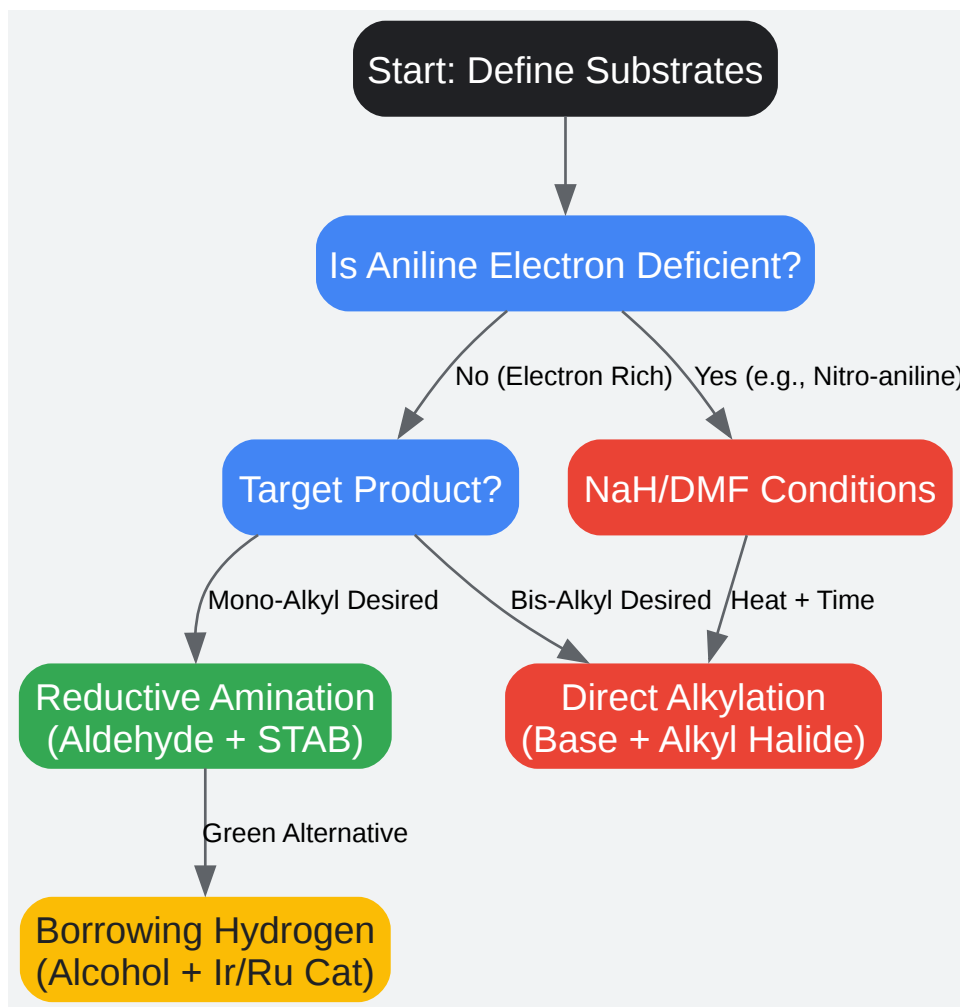 Start: Define Substrates
Is Aniline Electron Deficient?
No (Electron Rich)
Yes (e.g., Nitro-aniline)
Target Product?
NaH/DMF Conditions
Mono-Alkyl Desired
Bis-Alkyl Desired
Heat + Time
Reductive Amination
(Aldehyde + STAB)
Direct Alkylation
(Base + Alkyl Halide)
Green Alternative
Borrowing Hydrogen
(Alcohol + Ir/Ru Cat)